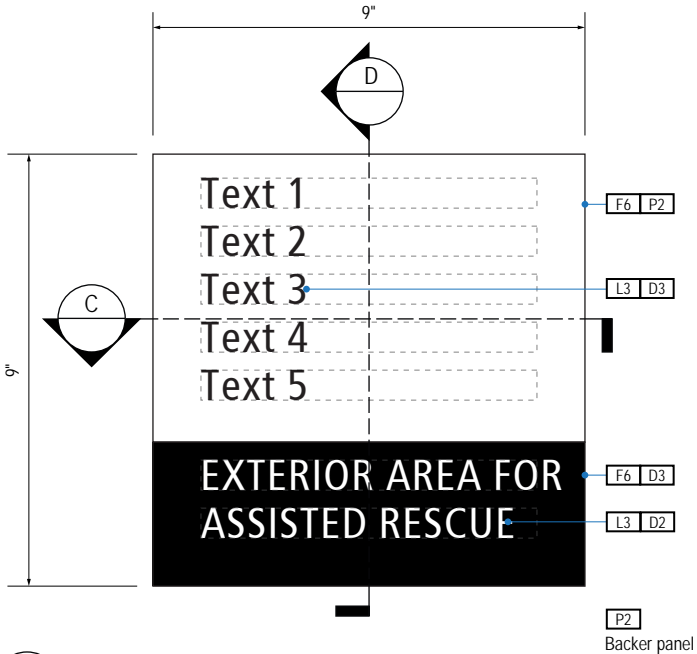 9"
D
Text 1
F6 P2
Text 2
Text 3
L3 D3
C
Text 4
9"
Text 5
EXTERIOR AREA FOR
F6 D3
ASSISTED RESCUE
L3 D2
P2
Backer panel